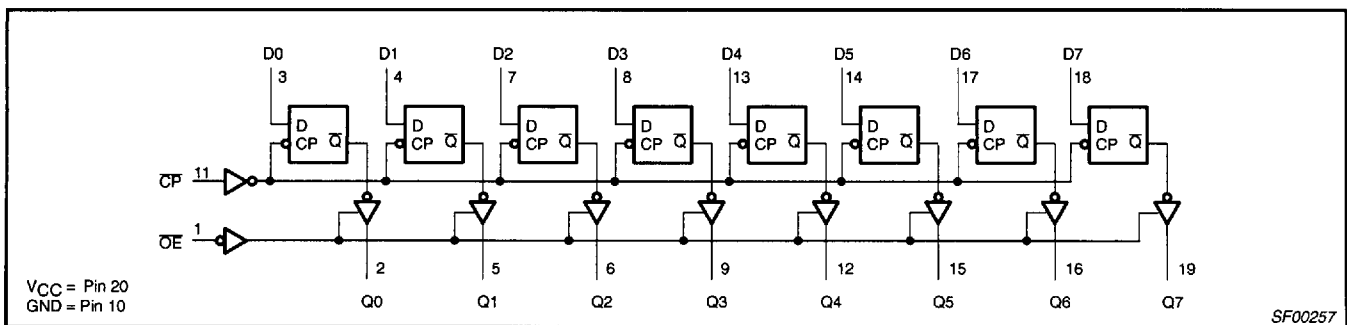 D0 D1 D2 D3 D4 D5 D6 D7
3 4 7 8 13 14 17 18
D D D D D D D D
CP Q̅ CP Q̅ CP Q̅ CP Q̅ CP Q̅ CP Q̅ CP Q̅ CP Q̅
C̅P̅ 11
O̅E̅ 1
2 5 6 9 12 15 16 19
VCC = Pin 20
GND = Pin 10
Q0 Q1 Q2 Q3 Q4 Q5 Q6 Q7
SF00257